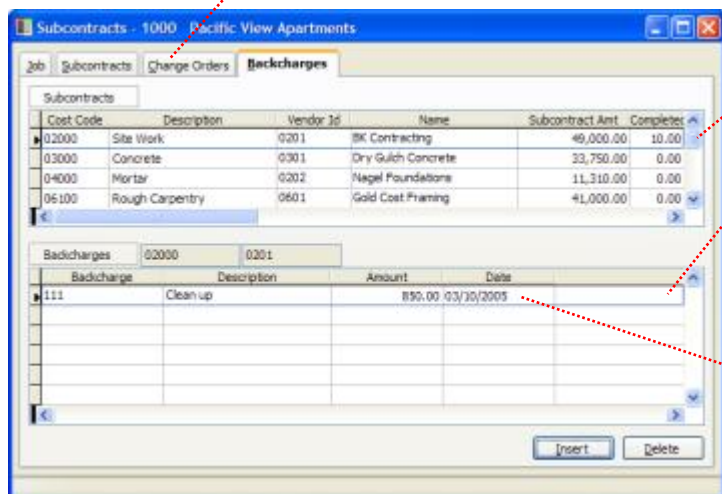 Subcontracts - 1000 Pacific View Apartments
Job Subcontracts Change Orders Backcharges
Subcontracts
Cost Code Description Vendor Id Name Subcontract Amt Completed
02000 Site Work 0201 BK Contracting 49,000.00 10.00
03000 Concrete 0301 Dry Gulch Concrete 33,750.00 0.00
04000 Mortar 0202 Nagel Foundations 11,310.00 0.00
06100 Rough Carpentry 0601 Gold Cost Framing 41,000.00 0.00
Backcharges 02000 0201
Backcharge Description Amount Date
111 Clean up 850.00 03/10/2005
Insert Delete